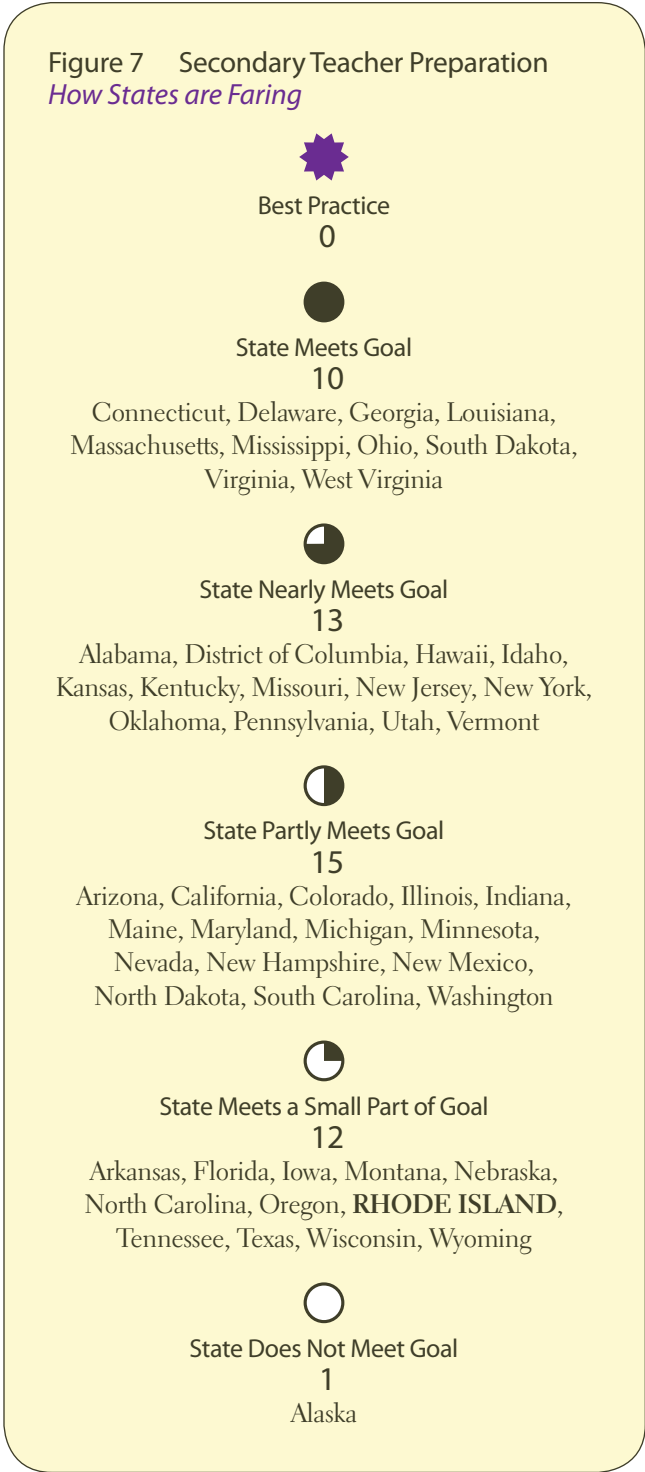 Figure 7 Secondary Teacher Preparation
How States are Faring
Best Practice
0
State Meets Goal
10
Connecticut, Delaware, Georgia, Louisiana,
Massachusetts, Mississippi, Ohio, South Dakota,
Virginia, West Virginia
State Nearly Meets Goal
13
Alabama, District of Columbia, Hawaii, Idaho,
Kansas, Kentucky, Missouri, New Jersey, New York,
Oklahoma, Pennsylvania, Utah, Vermont
State Partly Meets Goal
15
Arizona, California, Colorado, Illinois, Indiana,
Maine, Maryland, Michigan, Minnesota,
Nevada, New Hampshire, New Mexico,
North Dakota, South Carolina, Washington
State Meets a Small Part of Goal
12
Arkansas, Florida, Iowa, Montana, Nebraska,
North Carolina, Oregon, RHODE ISLAND,
Tennessee, Texas, Wisconsin, Wyoming
State Does Not Meet Goal
1
Alaska